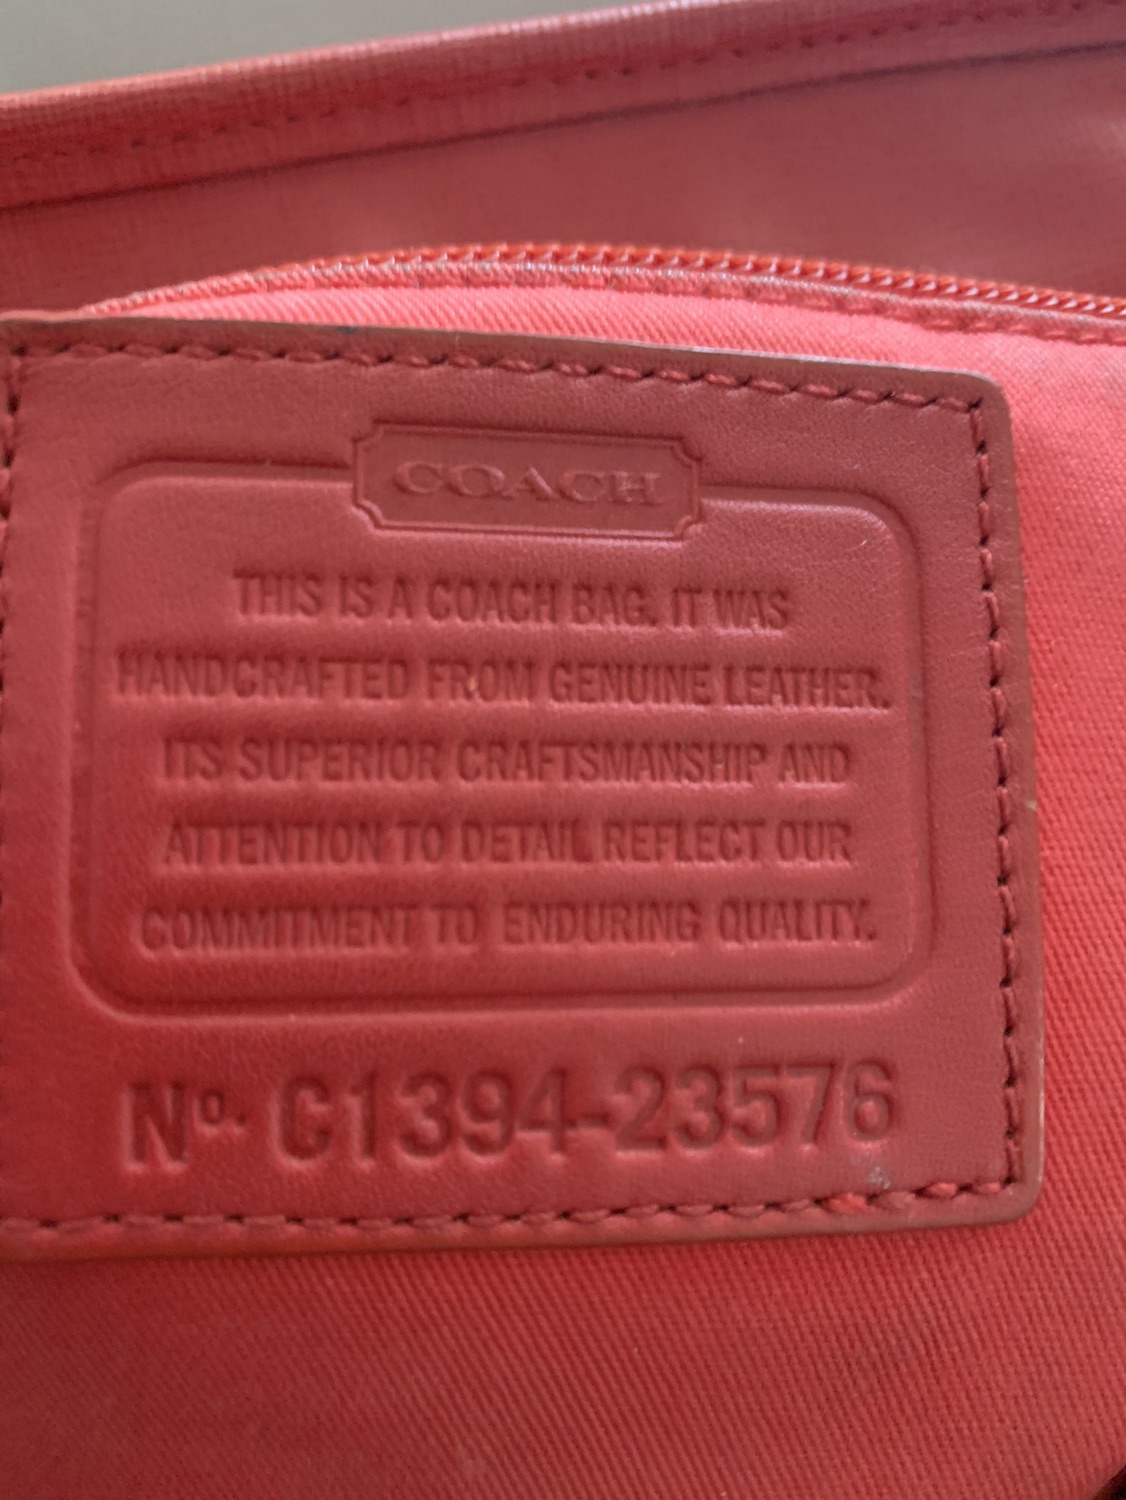 COACH
THIS IS A COACH BAG. IT WAS
HANDCRAFTED FROM GENUINE LEATHER.
ITS SUPERIOR CRAFTSMANSHIP AND
ATTENTION TO DETAIL REFLECT OUR
COMMITMENT TO ENDURING QUALITY.
Nº. C1394-23576